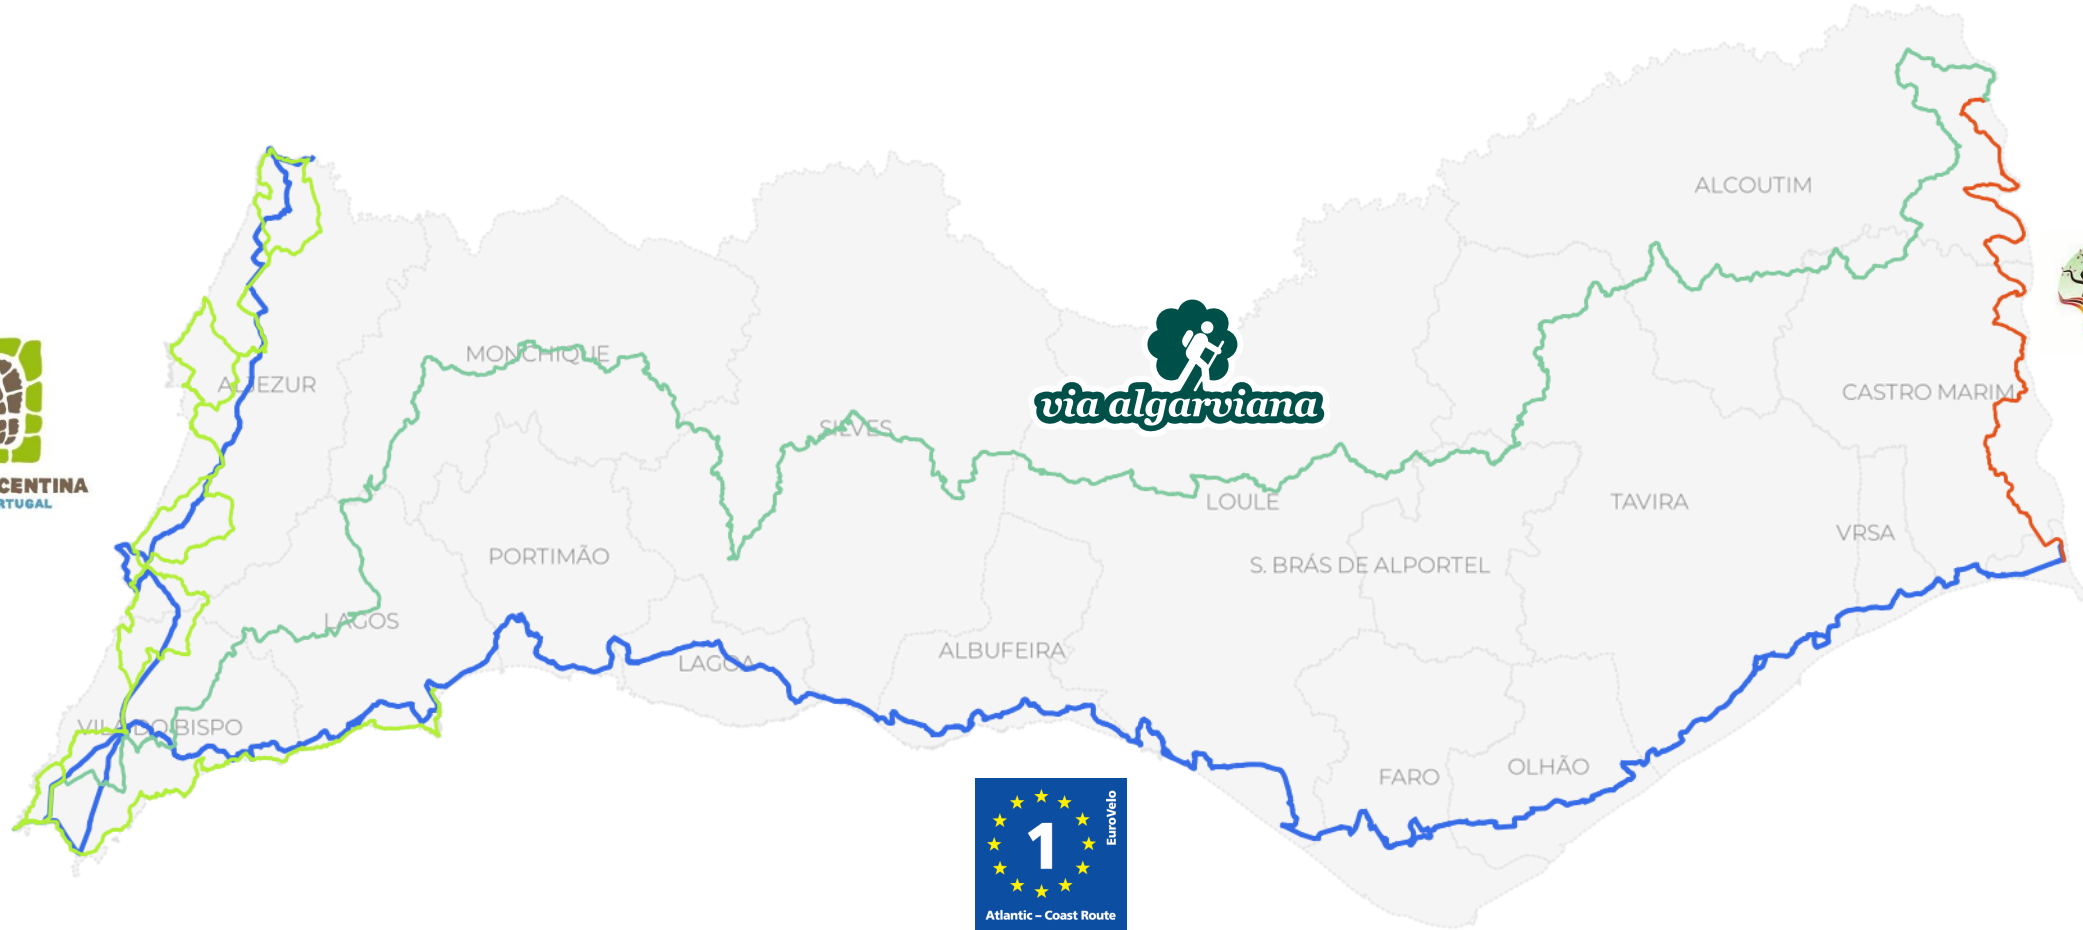 ALCOUTIM
MONCHIQUE
ALJEZUR
CASTRO MARIM
via algarviana
SILVES
CENTINA
RTUGAL
LOULÉ
TAVIRA
VRSA
PORTIMÃO
S. BRÁS DE ALPORTEL
LAGOS
ALBUFEIRA
LAGOA
VILA DO BISPO
OLHÃO
FARO
1
EuroVelo
Atlantic – Coast Route